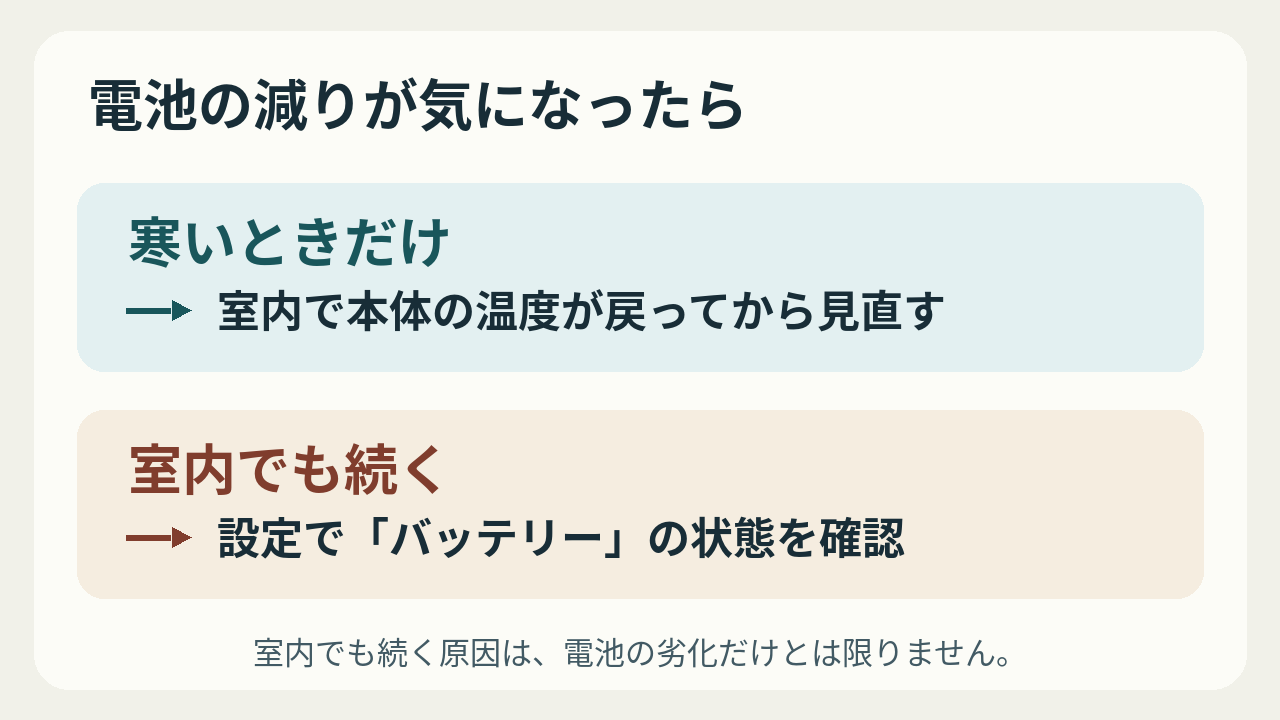 電池の減りが気になったら
寒いときだけ
室内で本体の温度が戻ってから見直す
室内でも続く
設定で「バッテリー」の状態を確認
室内でも続く原因は、電池の劣化だけとは限りません。